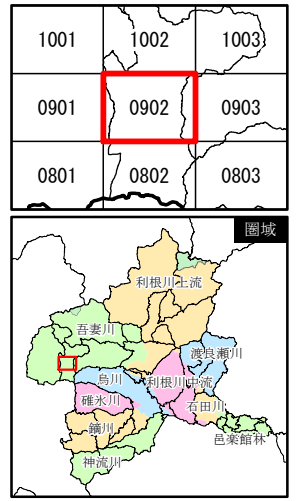 1001 1002 1003
0901 0902 0903
0801 0802 0803
圏域
利根川上流
吾妻川
渡良瀬川
烏川 利根川中流
碓氷川
石田川
鏑川
邑楽館林
神流川